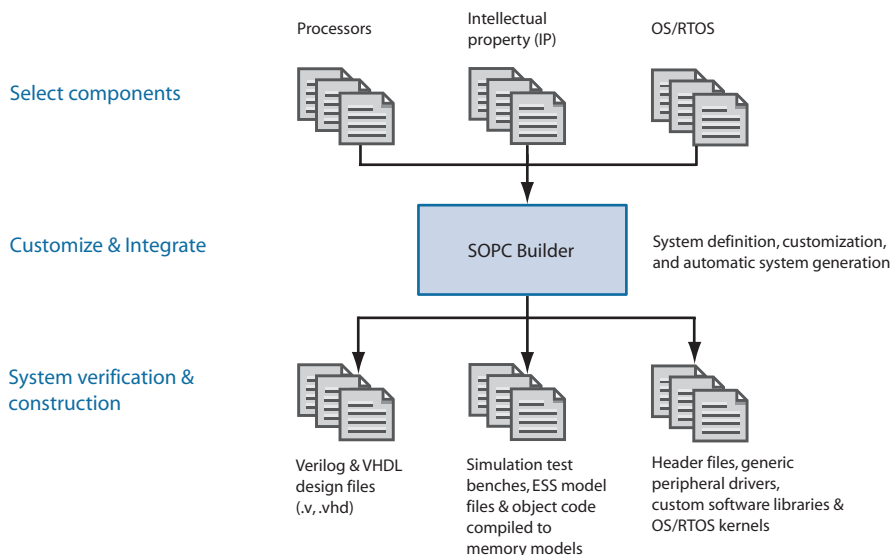 Processors
Intellectual
property (IP)
OS/RTOS
Select components
Customize & Integrate
SOPC Builder
System definition, customization,
and automatic system generation
System verification &
construction
Verilog & VHDL
design files
(.v, .vhd)
Simulation test
benches, ESS model
files & object code
compiled to
memory models
Header files, generic
peripheral drivers,
custom software libraries &
OS/RTOS kernels